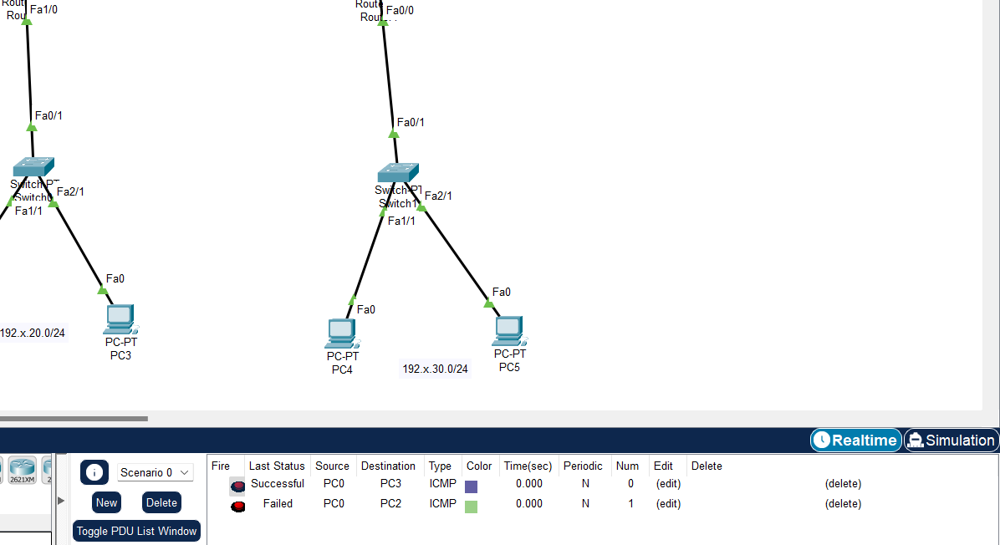 Fa1/0
Fa0/0
Fa0/1
Fa0/1
Switch-PT
Switch0
Fa2/1
Fa1/1
Switch-PT
Switch1
Fa2/1
Fa1/1
Fa0
Fa0
Fa0
192.x.20.0/24
PC-PT
PC3
PC-PT
PC4
192.x.30.0/24
PC-PT
PC5
Realtime
Simulation
2621XM
Scenario 0
New
Delete
Toggle PDU List Window
Fire Last Status Source Destination Type Color Time(sec) Periodic Num Edit Delete
Successful PC0 PC3 ICMP 0.000 N 0 (edit) (delete)
Failed PC0 PC2 ICMP 0.000 N 1 (edit) (delete)